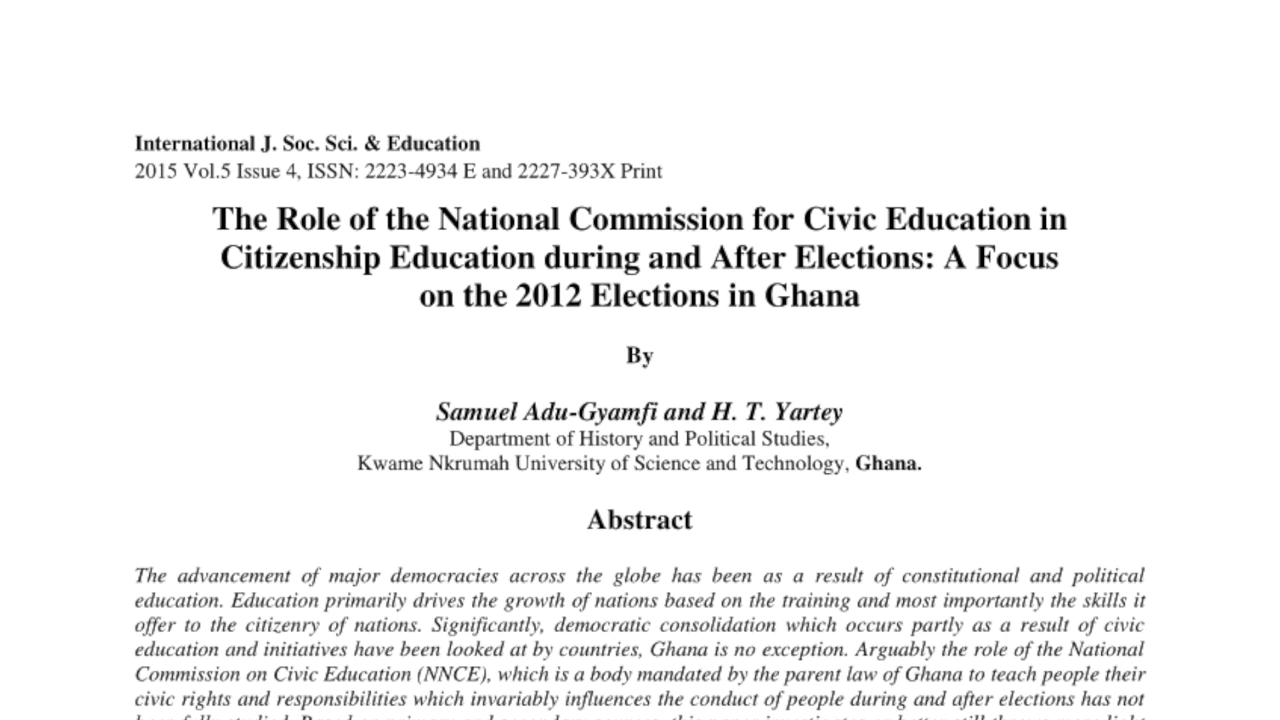 International J. Soc. Sci. & Education
2015 Vol.5 Issue 4, ISSN: 2223-4934 E and 2227-393X Print
The Role of the National Commission for Civic Education in
Citizenship Education during and After Elections: A Focus
on the 2012 Elections in Ghana
By
Samuel Adu-Gyamfi and H. T. Yartey
Department of History and Political Studies,
Kwame Nkrumah University of Science and Technology, Ghana.
Abstract
The advancement of major democracies across the globe has been as a result of constitutional and political
education. Education primarily drives the growth of nations based on the training and most importantly the skills it
offer to the citizenry of nations. Significantly, democratic consolidation which occurs partly as a result of civic
education and initiatives have been looked at by countries, Ghana is no exception. Arguably the role of the National
Commission on Civic Education (NNCE), which is a body mandated by the parent law of Ghana to teach people their
civic rights and responsibilities which invariably influences the conduct of people during and after elections has not